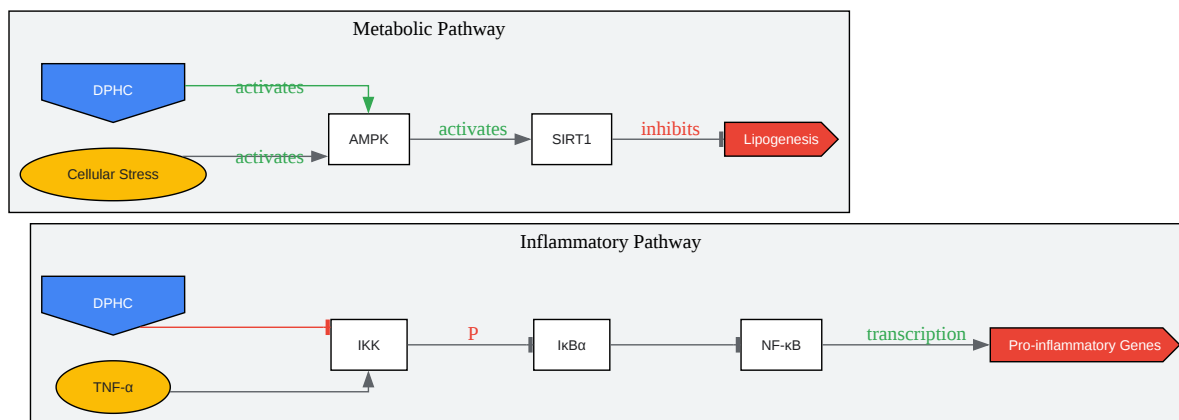 Metabolic Pathway
DPHC
activates
AMPK
activates
SIRT1
inhibits
Lipogenesis
Cellular Stress
activates
Inflammatory Pathway
DPHC
IKK
P
IκBα
NF-κB
transcription
Pro-inflammatory Genes
TNF-α